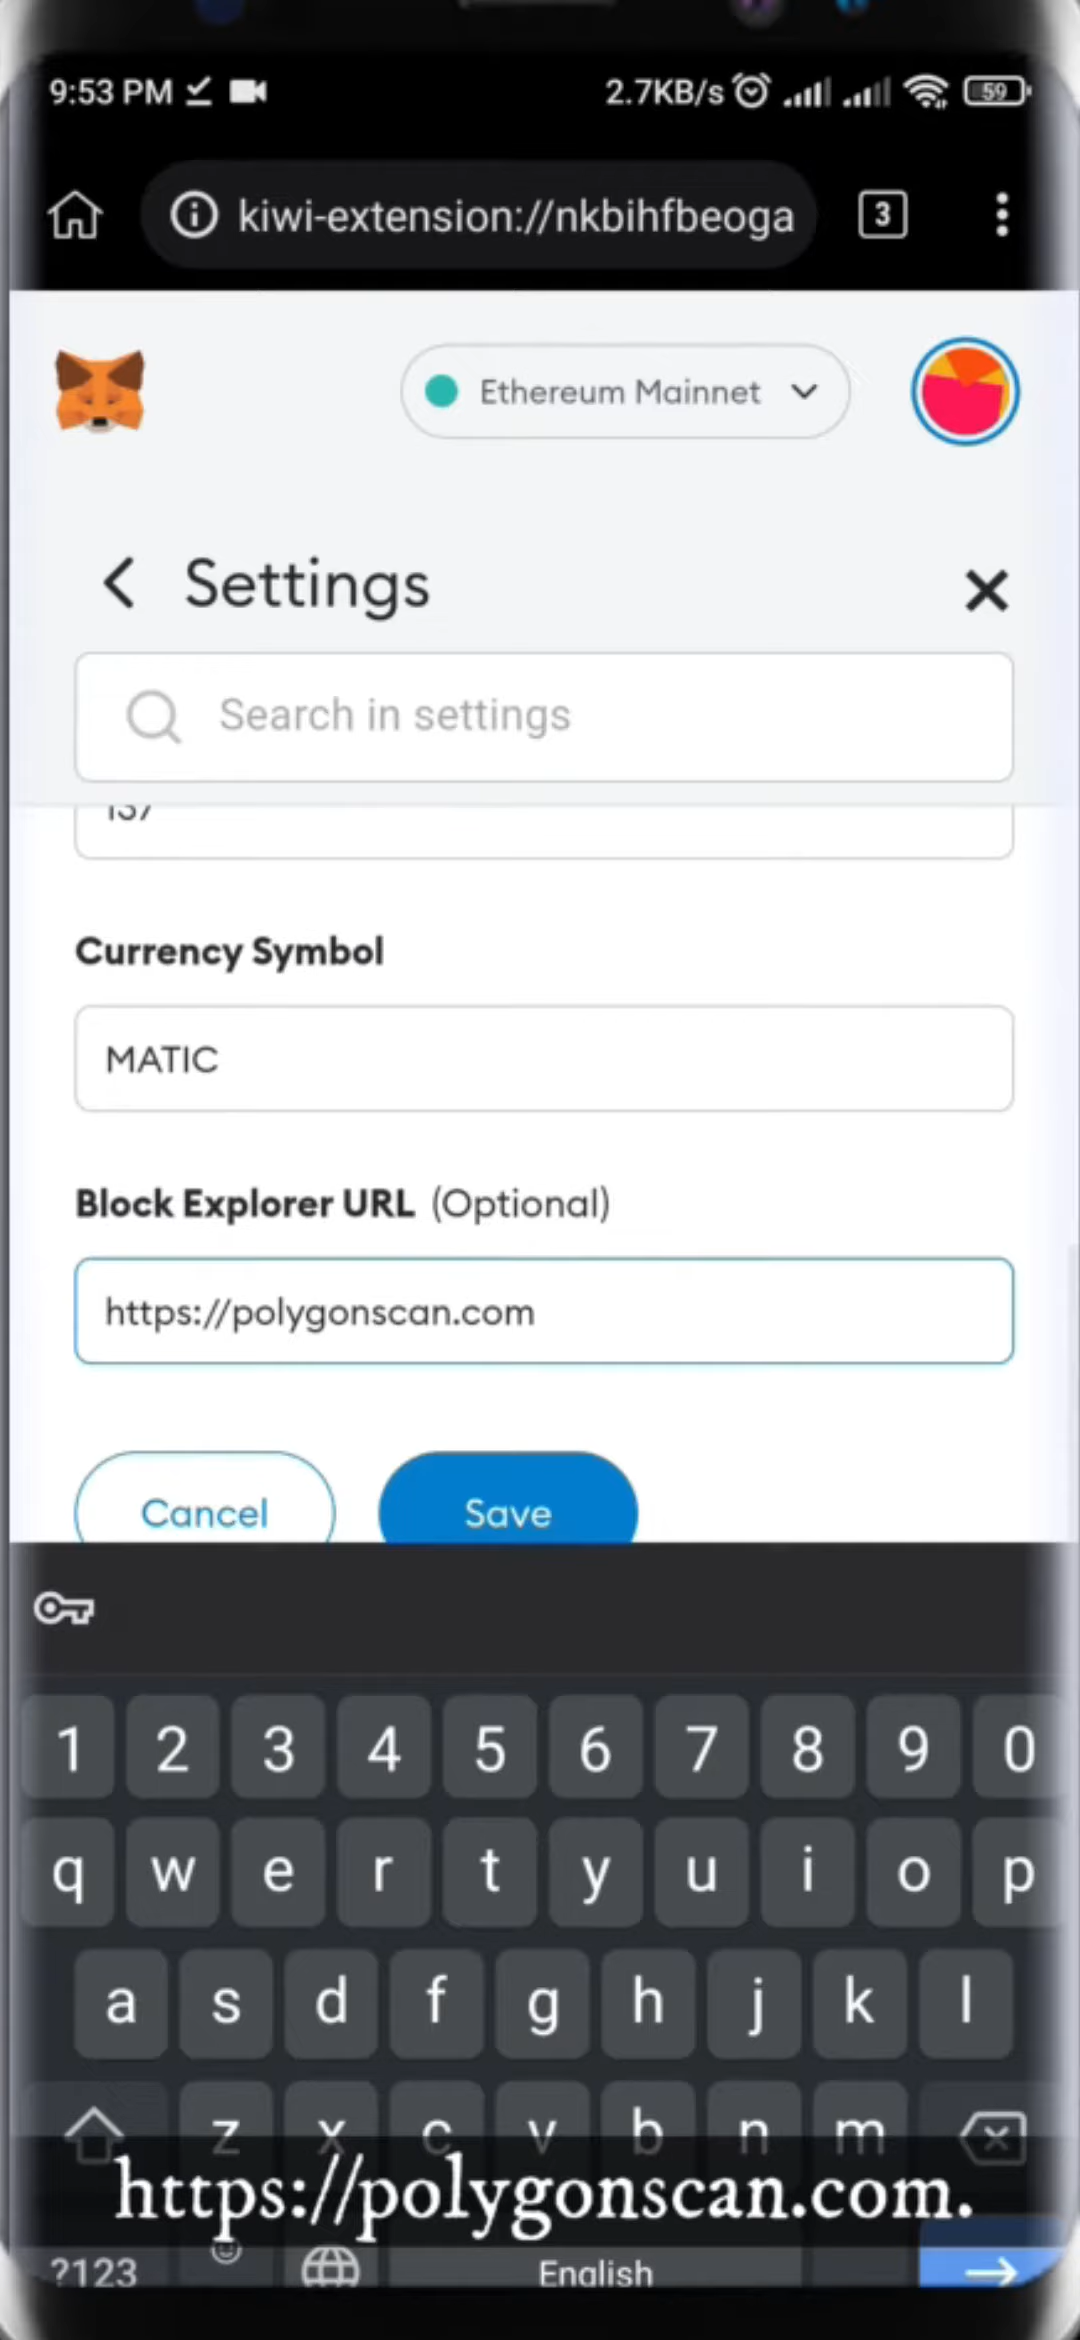 9:53 PM
2.7KB/s
59
kiwi-extension://nkbihfbeoga
3
Ethereum Mainnet
Settings
Search in settings
137
Currency Symbol
MATIC
Block Explorer URL (Optional)
https://polygonscan.com
Cancel
Save
1 2 3 4 5 6 7 8 9 0
q w e r t y u i o p
a s d f g h j k l
z x c v b n m
https://polygonscan.com.
?123
English